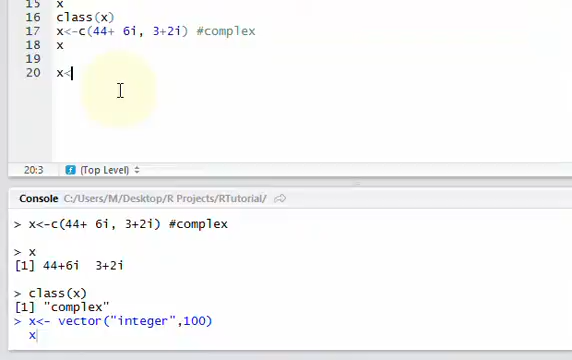 15 x
16 class(x)
17 x<-c(44+ 6i, 3+2i) #complex
18 x
19
20 x<
20:3 (Top Level)
Console C:/Users/M/Desktop/R Projects/RTutorial/
> x<-c(44+ 6i, 3+2i) #complex
> x
[1] 44+6i 3+2i
> class(x)
[1] "complex"
> x<- vector("integer",100)
x